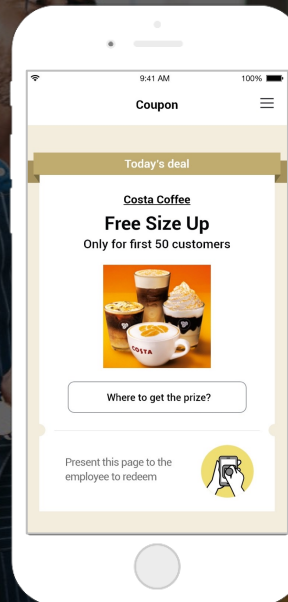 9:41 AM
100%
Coupon
Today's deal
Costa Coffee
Free Size Up
Only for first 50 customers
COSTA
Where to get the prize?
Present this page to the
employee to redeem